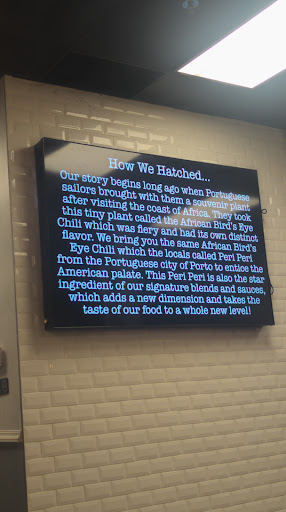 How We Hatched...
Our story begins long ago when Portuguese
sailors brought with them a souvenir plant
after visiting the coast of Africa. They took
this tiny plant called the African Bird's Eye
Chili which was fiery and had its own distinct
flavor. We bring you the same African Bird's
Eye Chili which the locals called Peri Peri
from the Portuguese city of Porto to entice the
American palate. This Peri Peri is also the star
ingredient of our signature blends and sauces,
which adds a new dimension and takes the
taste of our food to a whole new level!